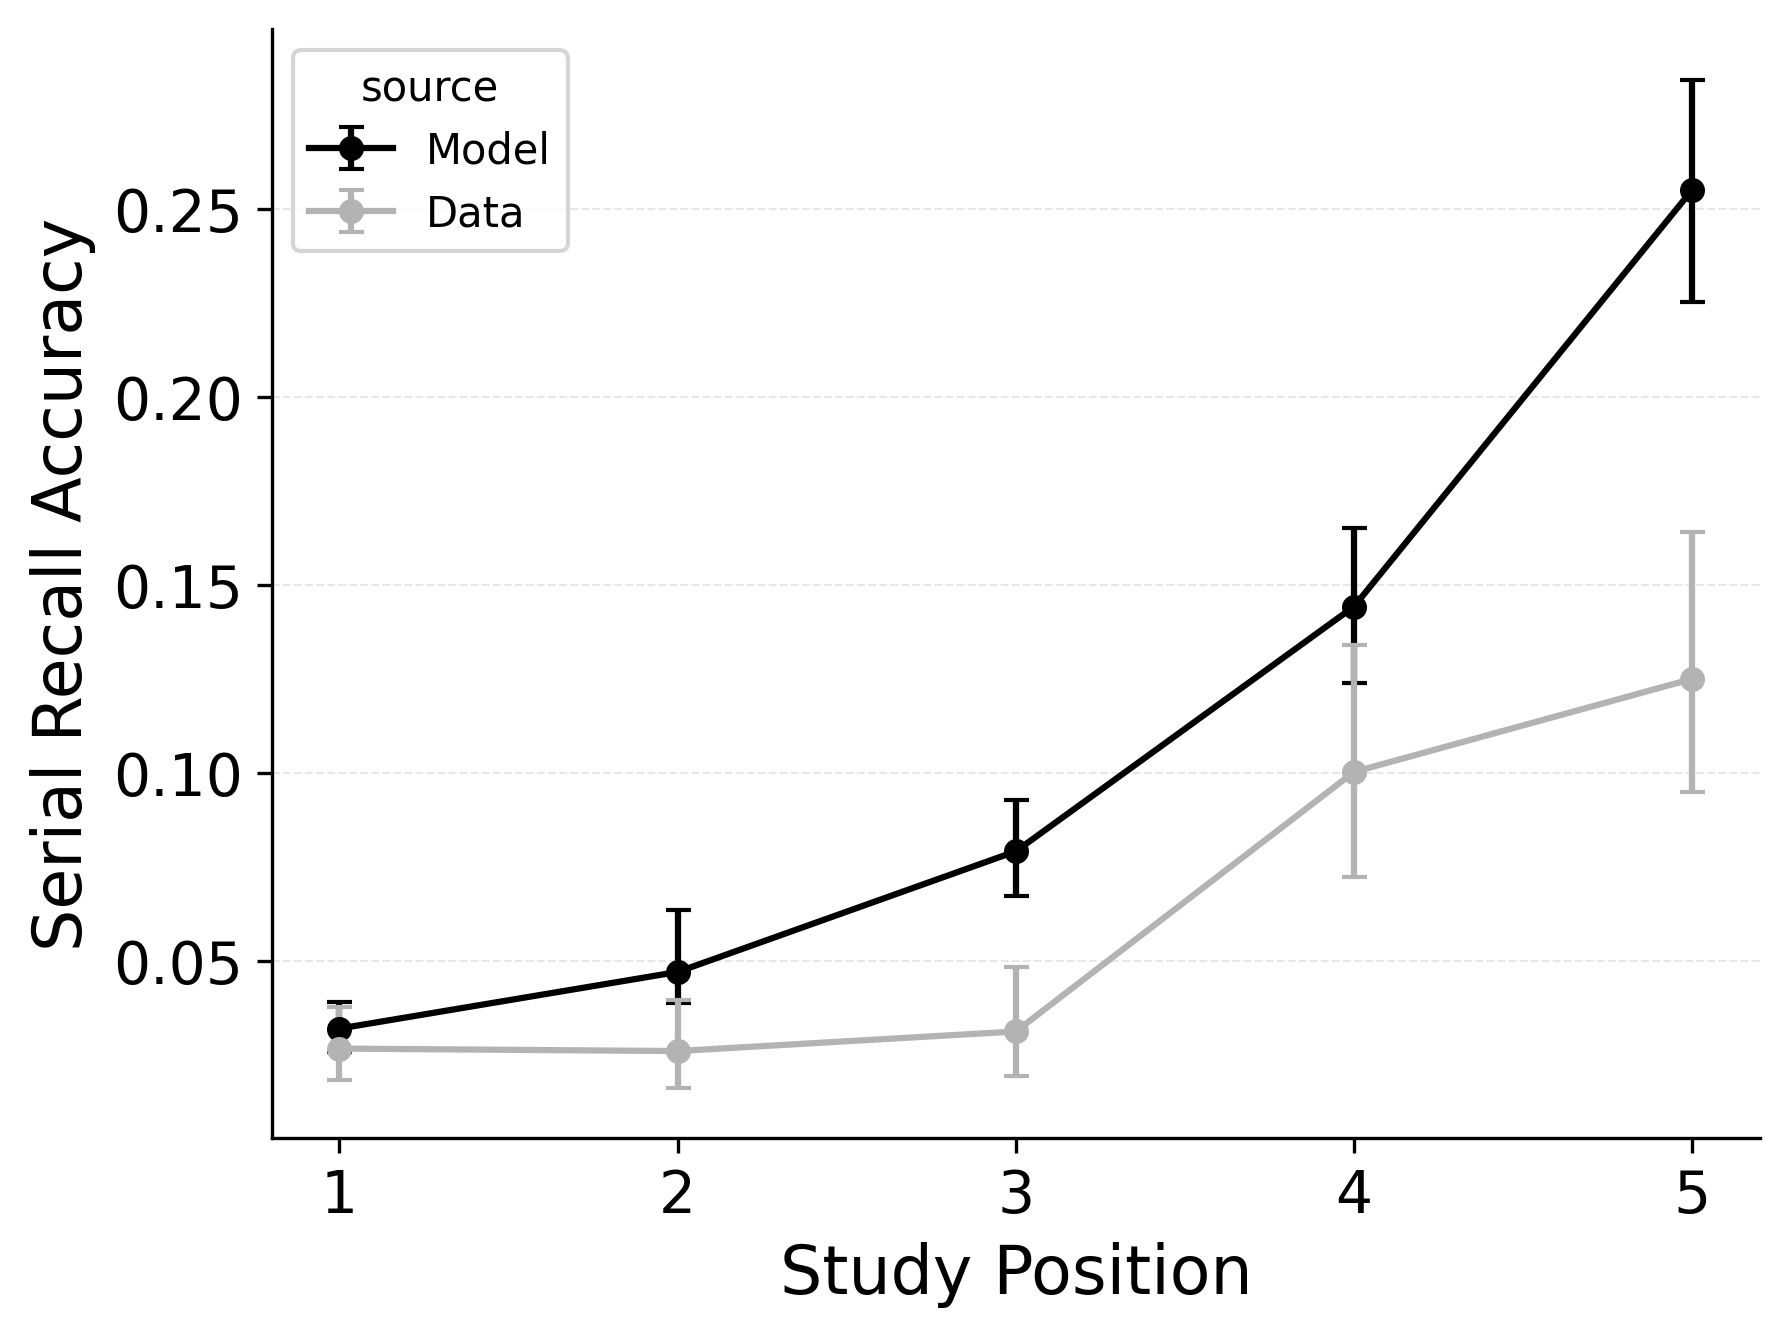 source
Model
Data
Serial Recall Accuracy
0.25
0.20
0.15
0.10
0.05
1 2 3 4 5
Study Position